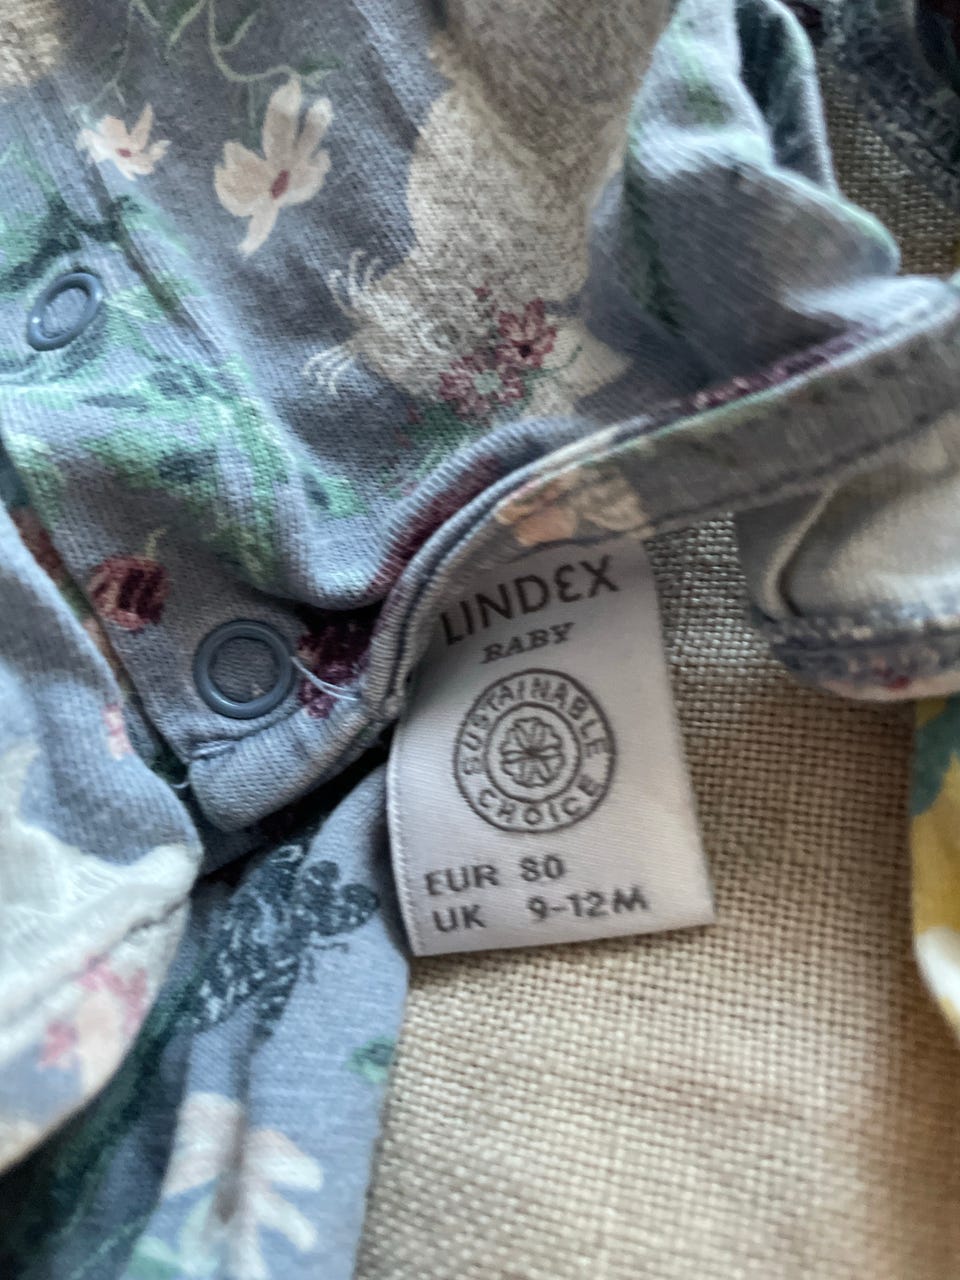 LINDEX
BABY
SUSTAINABLE
CHOICE
EUR 80
UK 9-12M